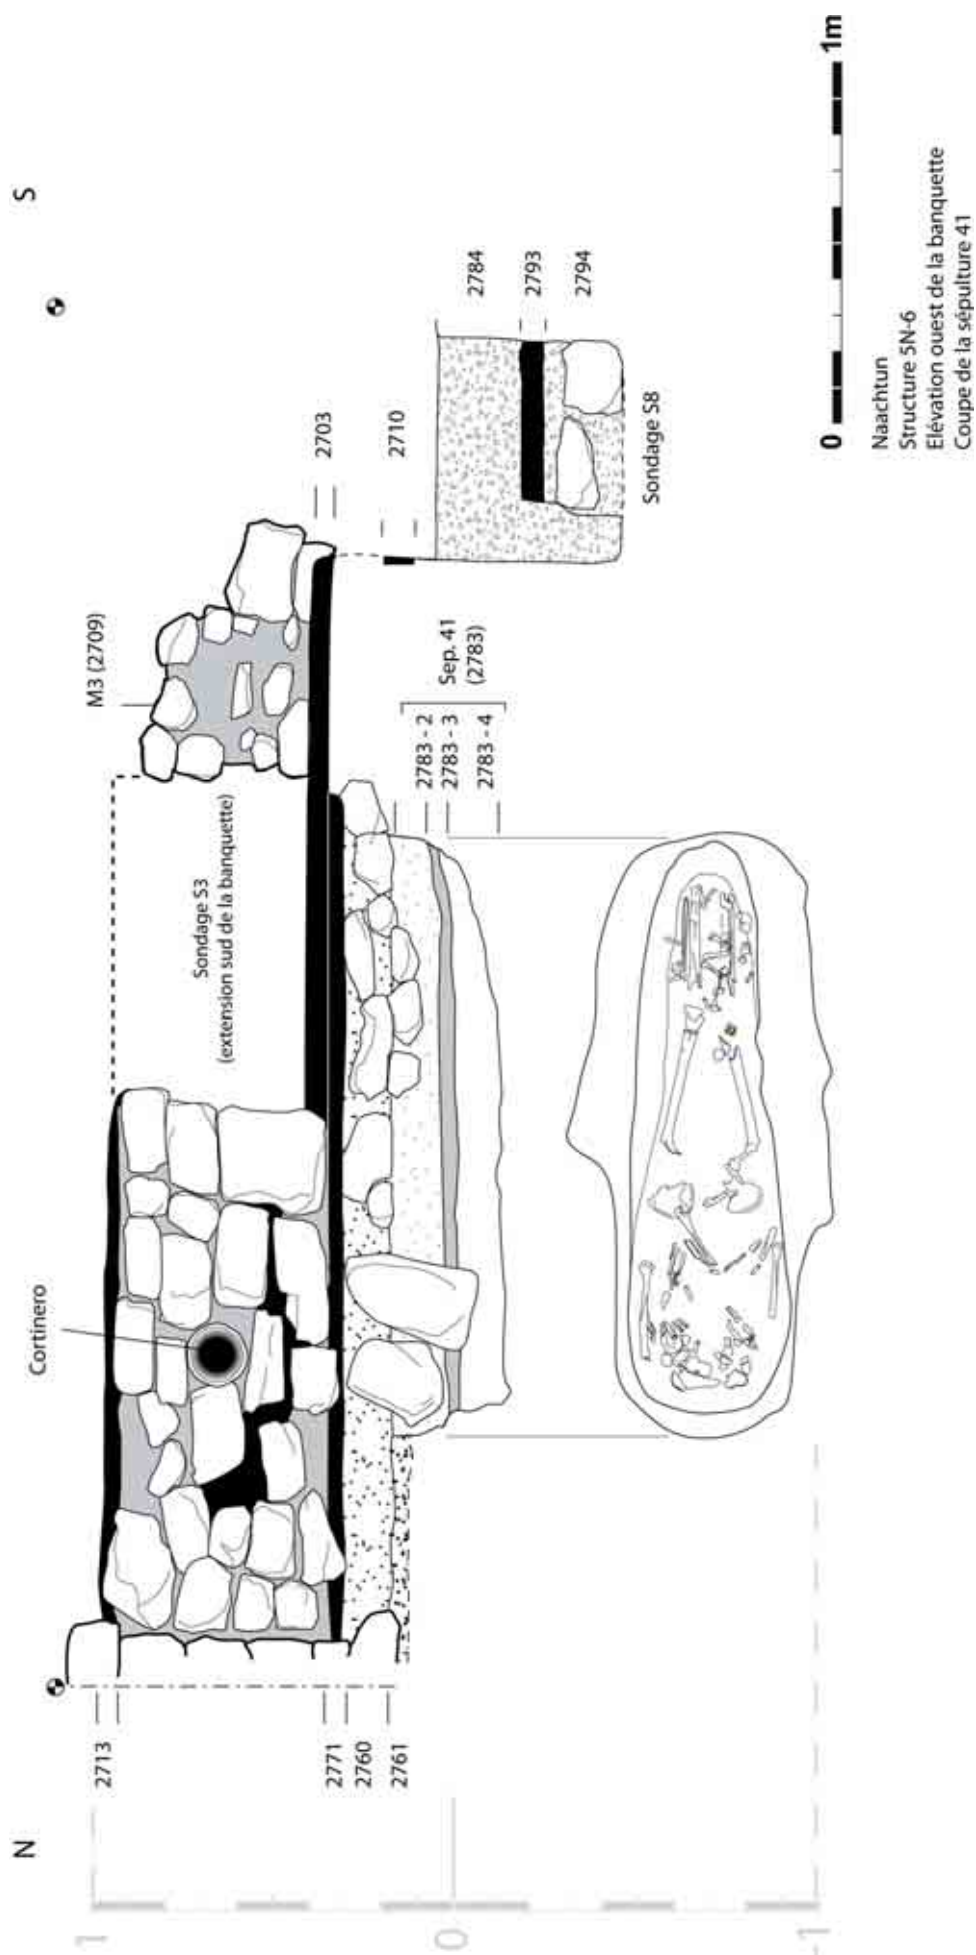 N
S
Cortinero
M3 (2709)
2713
Sondage S3
(extension sud de la banquette)
2703
2710
2771
2760
2761
2783 - 2
2783 - 3
2783 - 4
Sep. 41
(2783)
2784
2793
2794
Sondage S8
1
0
-1
0
1m
Naachtun
Structure 5N-6
Elévation ouest de la banquette
Coupe de la sépulture 41